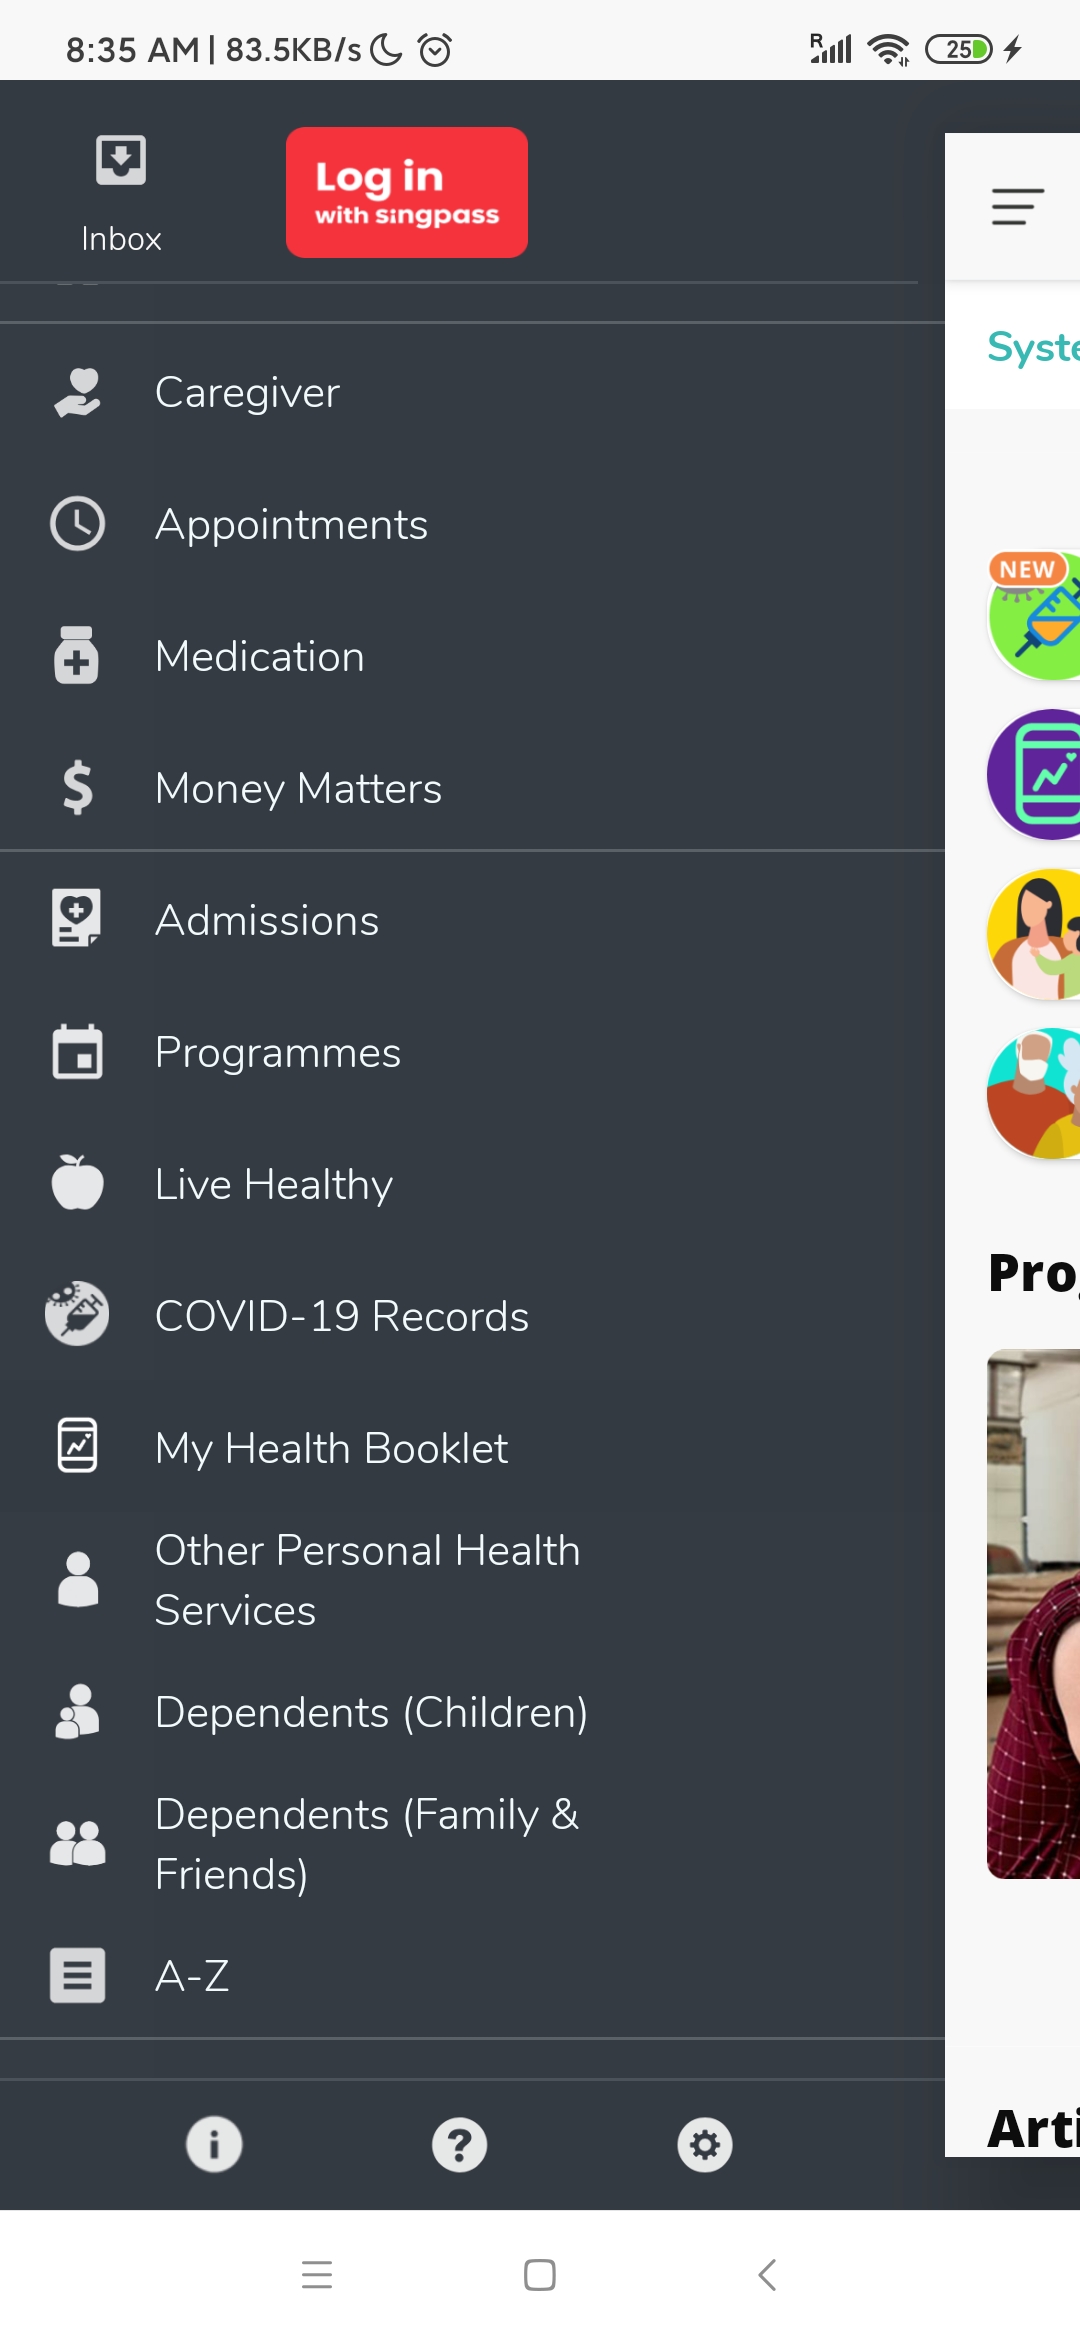 8:35 AM | 83.5KB/s
R
25
Inbox
Log in
with singpass
Caregiver
Appointments
Medication
Money Matters
Admissions
Programmes
Live Healthy
COVID-19 Records
My Health Booklet
Other Personal Health
Services
Dependents (Children)
Dependents (Family &
Friends)
A-Z
Syste
NEW
Pro
Arti